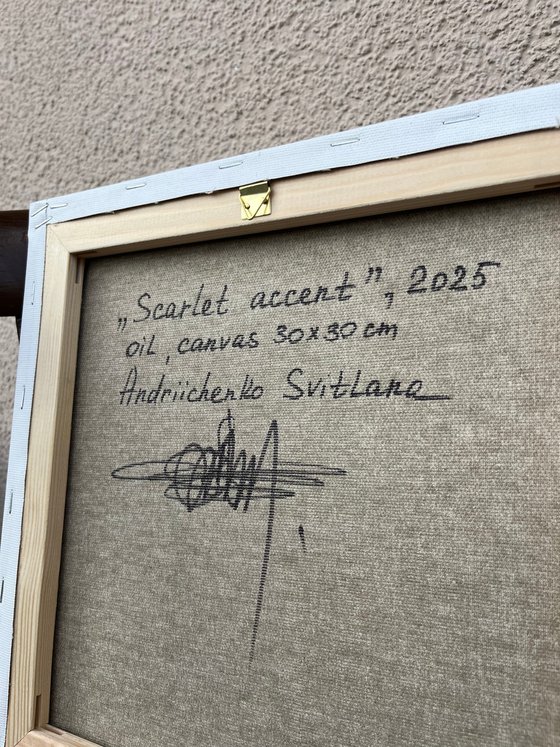 „Scarlet accent”, 2025
oil, canvas 30x30 cm
Andriichenko Svitlana